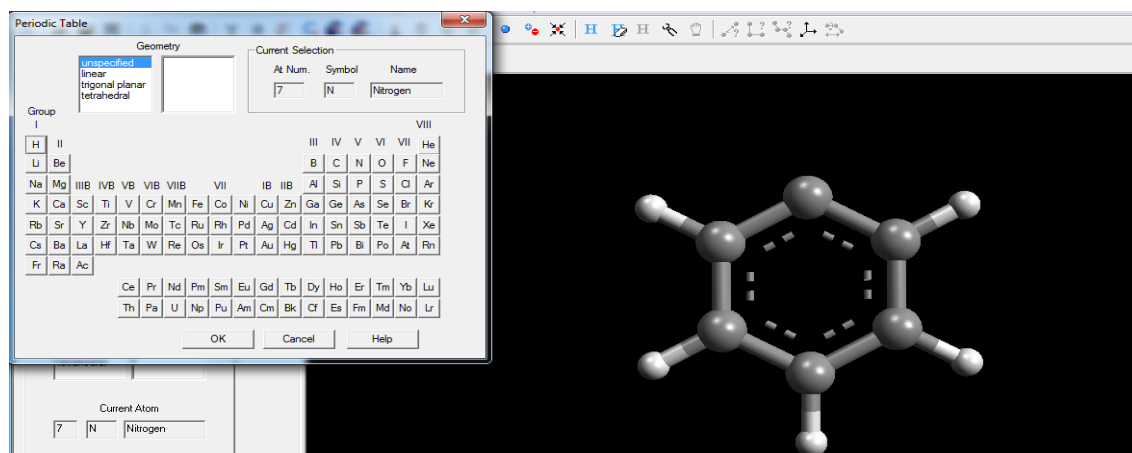 Periodic Table
Geometry
unspecified
linear
trigonal planar
tetrahedral
Current Selection
At Num. Symbol Name
7 N Nitrogen
Group
I VIII
H II III IV V VI VII He
Li Be B C N O F Ne
Na Mg IIIB IVB VB VIB VIIB VII IB IIB Al Si P S Cl Ar
K Ca Sc Ti V Cr Mn Fe Co Ni Cu Zn Ga Ge As Se Br Kr
Rb Sr Y Zr Nb Mo Tc Ru Rh Pd Ag Cd In Sn Sb Te I Xe
Cs Ba La Hf Ta W Re Os Ir Pt Au Hg Tl Pb Bi Po At Rn
Fr Ra Ac
Ce Pr Nd Pm Sm Eu Gd Tb Dy Ho Er Tm Yb Lu
Th Pa U Np Pu Am Cm Bk Cf Es Fm Md No Lr
OK Cancel Help
Current Atom
7 N Nitrogen
H H H